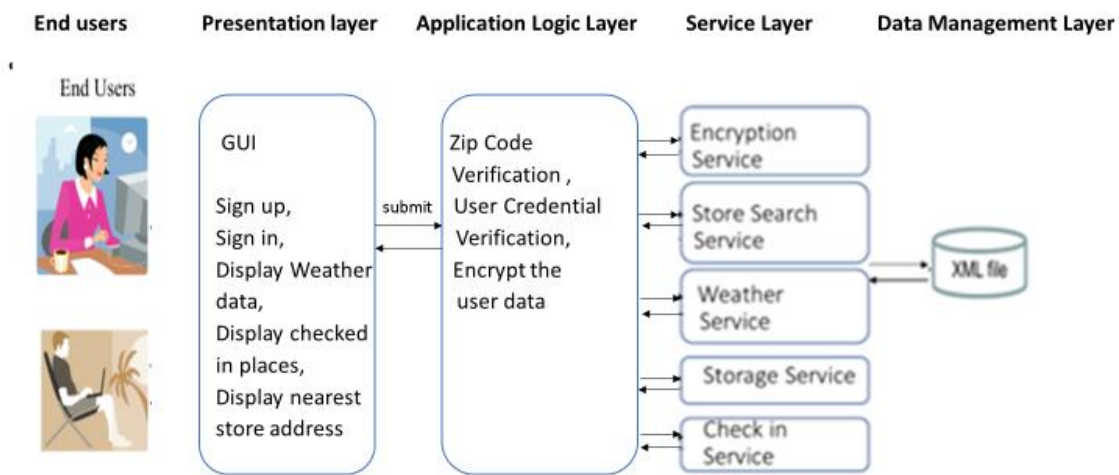 End users
Presentation layer
Application Logic Layer
Service Layer
Data Management Layer
End Users
GUI
Sign up,
Sign in,
Display Weather
data,
Display checked
in places,
Display nearest
store address
submit
Zip Code
Verification ,
User Credential
Verification,
Encrypt the
user data
Encryption
Service
Store Search
Service
Weather
Service
Storage Service
Check in
Service
XML file